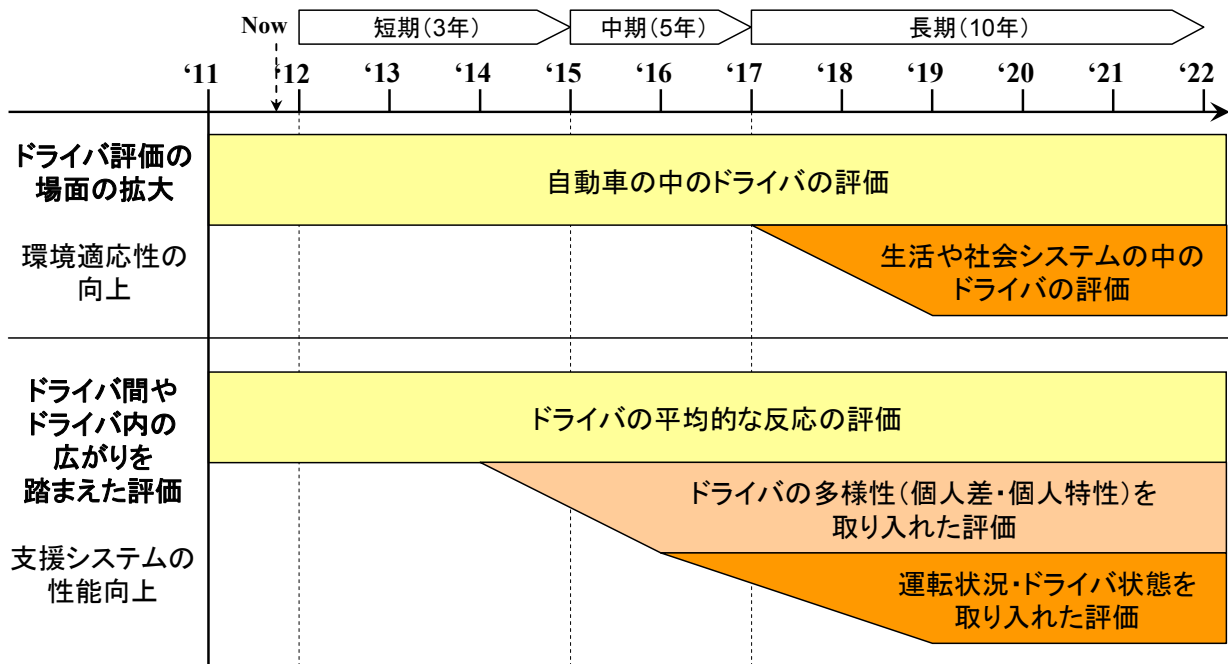 Now
短期(3年)
中期(5年)
長期(10年)
‘11
‘12
‘13
‘14
‘15
‘16
‘17
‘18
‘19
‘20
‘21
‘22
ドライバ評価の
場面の拡大
環境適応性の
向上
自動車の中のドライバの評価
生活や社会システムの中の
ドライバの評価
ドライバ間や
ドライバ内の
広がりを
踏まえた評価
支援システムの
性能向上
ドライバの平均的な反応の評価
ドライバの多様性(個人差・個人特性)を
取り入れた評価
運転状況・ドライバ状態を
取り入れた評価